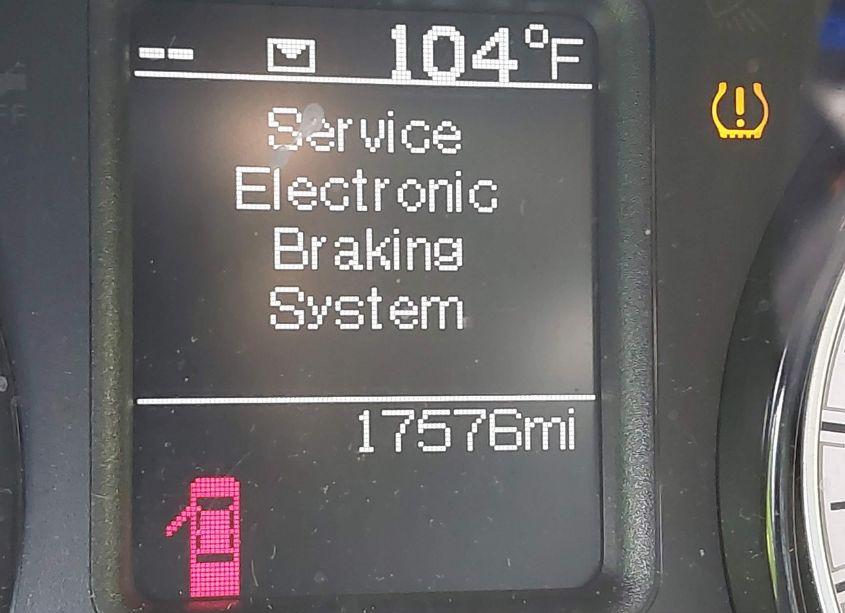 -- 104°F
Service
Electronic
Braking
System
17576mi